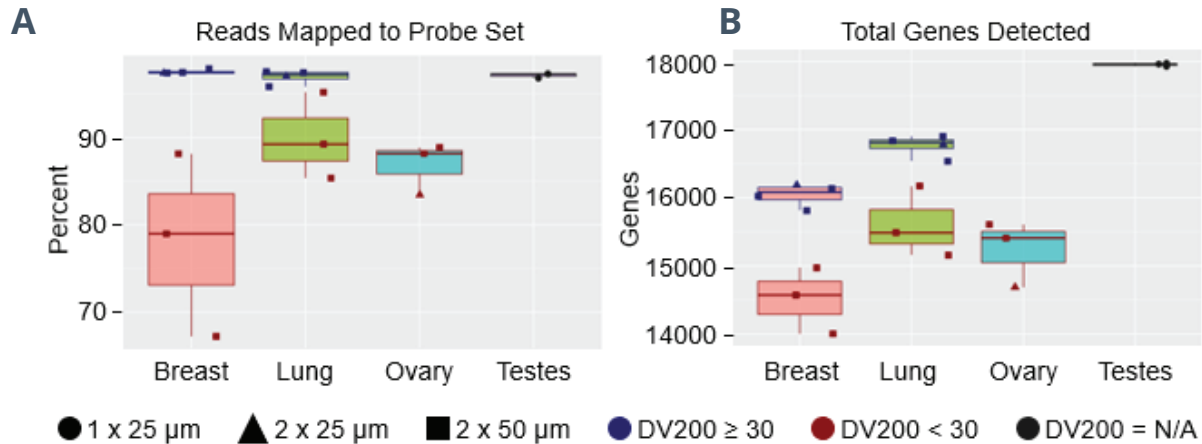 A
Reads Mapped to Probe Set
Percent
90
80
70
Breast Lung Ovary Testes
B
Total Genes Detected
Genes
18000
17000
16000
15000
14000
Breast Lung Ovary Testes
1 x 25 µm 2 x 25 µm 2 x 50 µm DV200 ≥ 30 DV200 < 30 DV200 = N/A